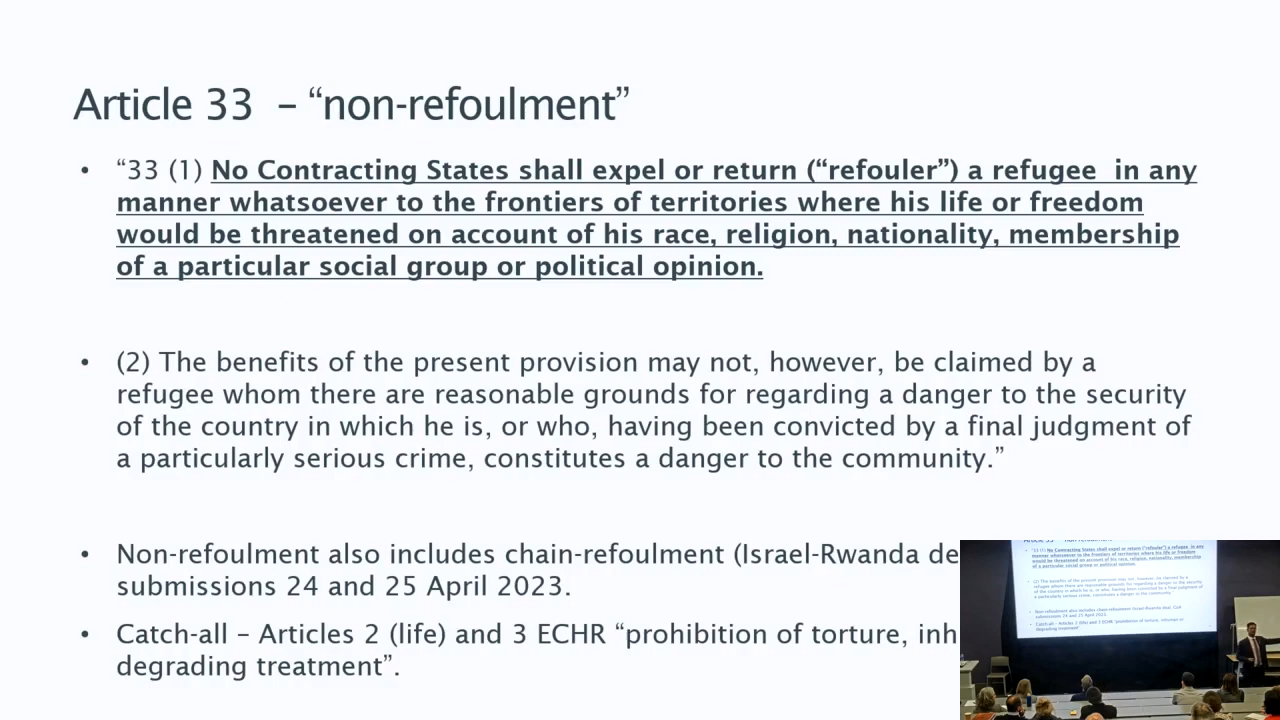 Article 33 – “non-refoulment”
• “33 (1) No Contracting States shall expel or return (“refouler”) a refugee in any
manner whatsoever to the frontiers of territories where his life or freedom
would be threatened on account of his race, religion, nationality, membership
of a particular social group or political opinion.
• (2) The benefits of the present provision may not, however, be claimed by a
refugee whom there are reasonable grounds for regarding a danger to the security
of the country in which he is, or who, having been convicted by a final judgment of
a particularly serious crime, constitutes a danger to the community.”
• Non-refoulment also includes chain-refoulment (Israel-Rwanda de
submissions 24 and 25 April 2023.
• Catch-all – Articles 2 (life) and 3 ECHR “prohibition of torture, inh
degrading treatment”.